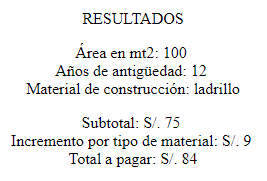 RESULTADOS
Área en mt2: 100
Años de antigüedad: 12
Material de construcción: ladrillo
Subtotal: S/. 75
Incremento por tipo de material: S/. 9
Total a pagar: S/. 84